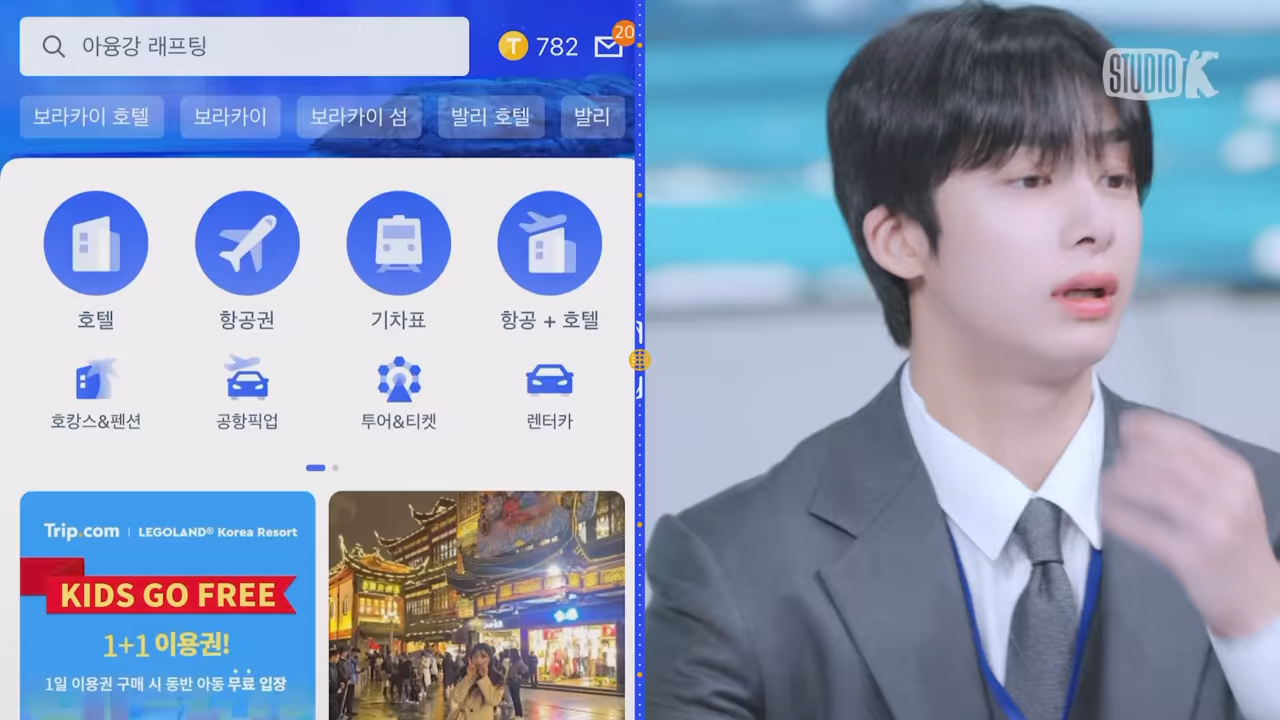 아융강 래프팅
T 782
20
보라카이 호텔
보라카이
보라카이 섬
발리 호텔
발리
호텔
항공권
기차표
항공 + 호텔
호캉스&펜션
공항픽업
투어&티켓
렌터카
Trip.com | LEGOLAND® Korea Resort
KIDS GO FREE
1+1 이용권!
1일 이용권 구매 시 동반 아동 무료 입장
STUDIO K